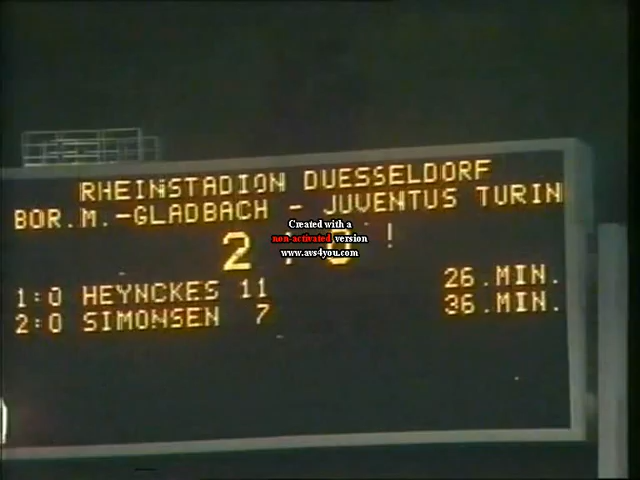 RHEINSTADION DUESSELDORF
BOR.M.-GLADBACH - JUVENTUS TURIN
2 : 0 !
1:0 HEYNCKES 11 26.MIN.
2:0 SIMONSEN 7 36.MIN.
Created with a
non-activated version
www.avs4you.com